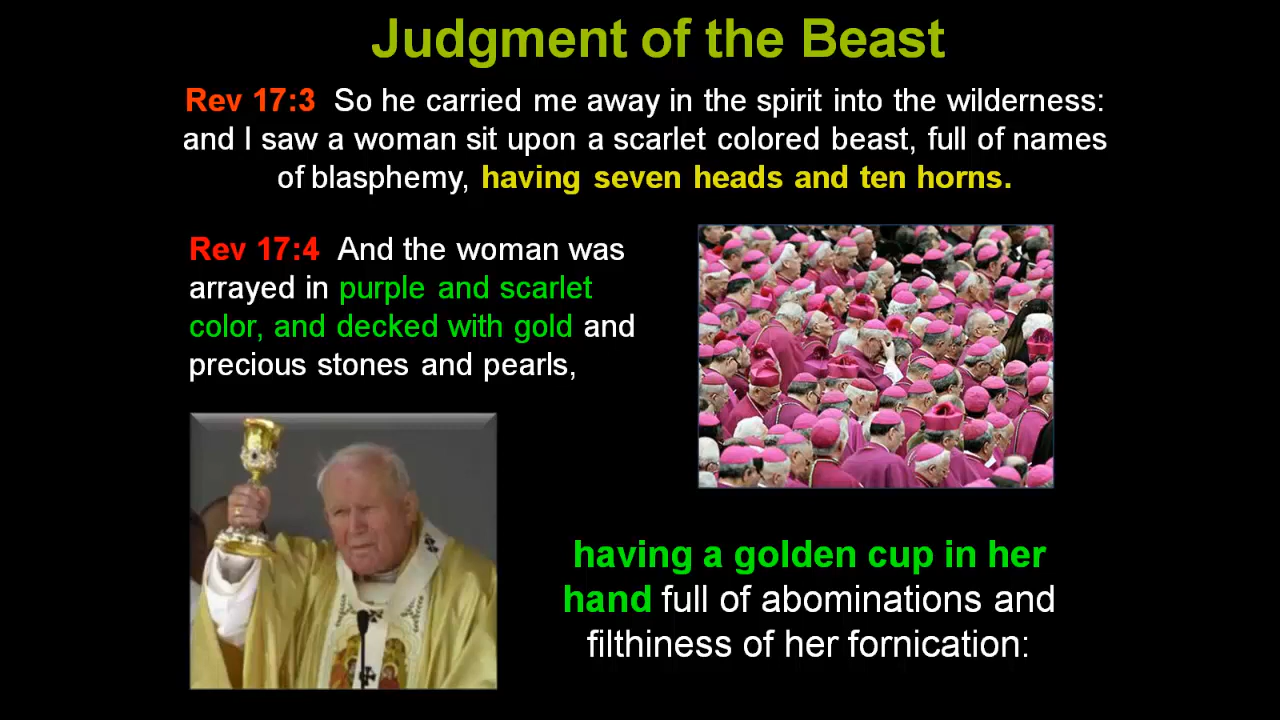 Judgment of the Beast
Rev 17:3 So he carried me away in the spirit into the wilderness:
and I saw a woman sit upon a scarlet colored beast, full of names
of blasphemy, having seven heads and ten horns.
Rev 17:4 And the woman was
arrayed in purple and scarlet
color, and decked with gold and
precious stones and pearls,
having a golden cup in her
hand full of abominations and
filthiness of her fornication: